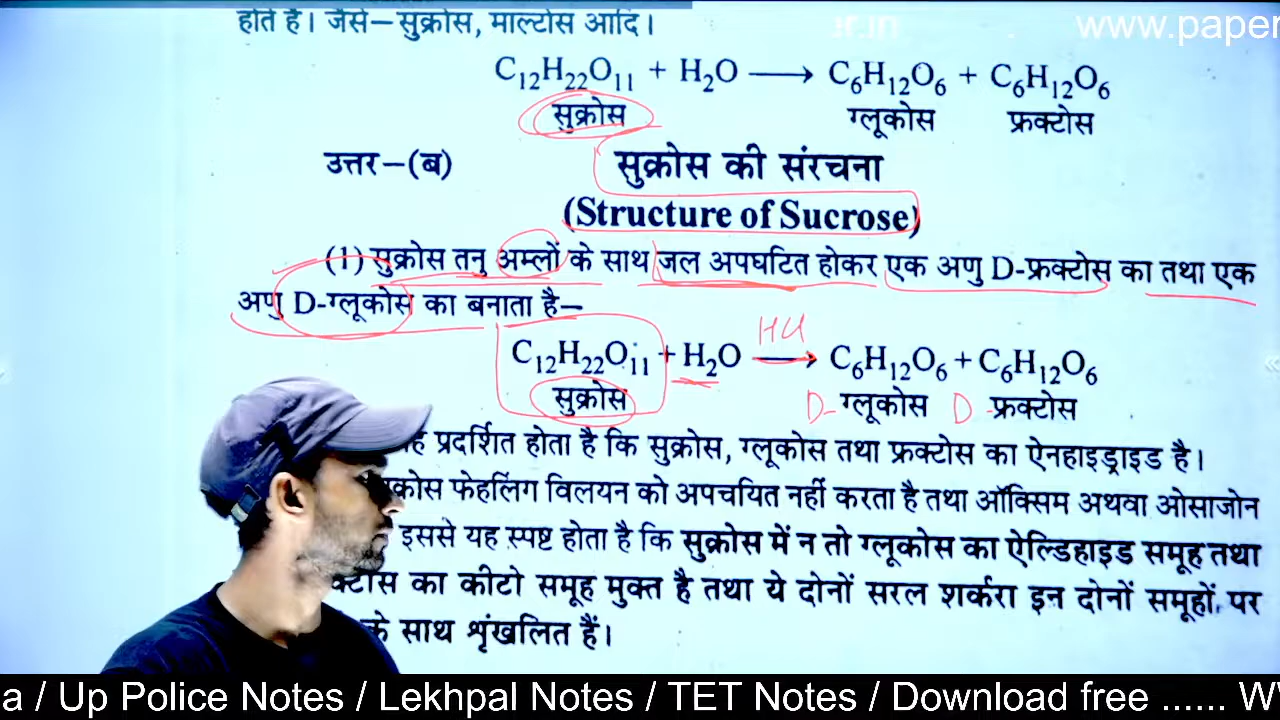 होते हैं। जैसे–सुक्रोस, माल्टोस आदि।
www.paper
C₁₂H₂₂O₁₁ + H₂O ⟶ C₆H₁₂O₆ + C₆H₁₂O₆
सुक्रोस ग्लूकोस फ्रक्टोस
उत्तर–(ब) सुक्रोस की संरचना
(Structure of Sucrose)
(1) सुक्रोस तनु अम्लों के साथ जल अपघटित होकर एक अणु D-फ्रक्टोस का तथा एक
अणु D-ग्लूकोस का बनाता है–
HCl
C₁₂H₂₂O₁₁ + H₂O ⟶ C₆H₁₂O₆ + C₆H₁₂O₆
सुक्रोस D-ग्लूकोस D-फ्रक्टोस
प्रदर्शित होता है कि सुक्रोस, ग्लूकोस तथा फ्रक्टोस का ऐनहाइड्राइड है।
क्रोस फेहलिंग विलयन को अपचयित नहीं करता है तथा ऑक्सिम अथवा ओसाजोन
इससे यह स्पष्ट होता है कि सुक्रोस में न तो ग्लूकोस का ऐल्डिहाइड समूह तथा
क्टोस का कीटो समूह मुक्त है तथा ये दोनों सरल शर्करा इन दोनों समूहों पर
के साथ शृंखलित हैं।
a / Up Police Notes / Lekhpal Notes / TET Notes / Download free ...... W